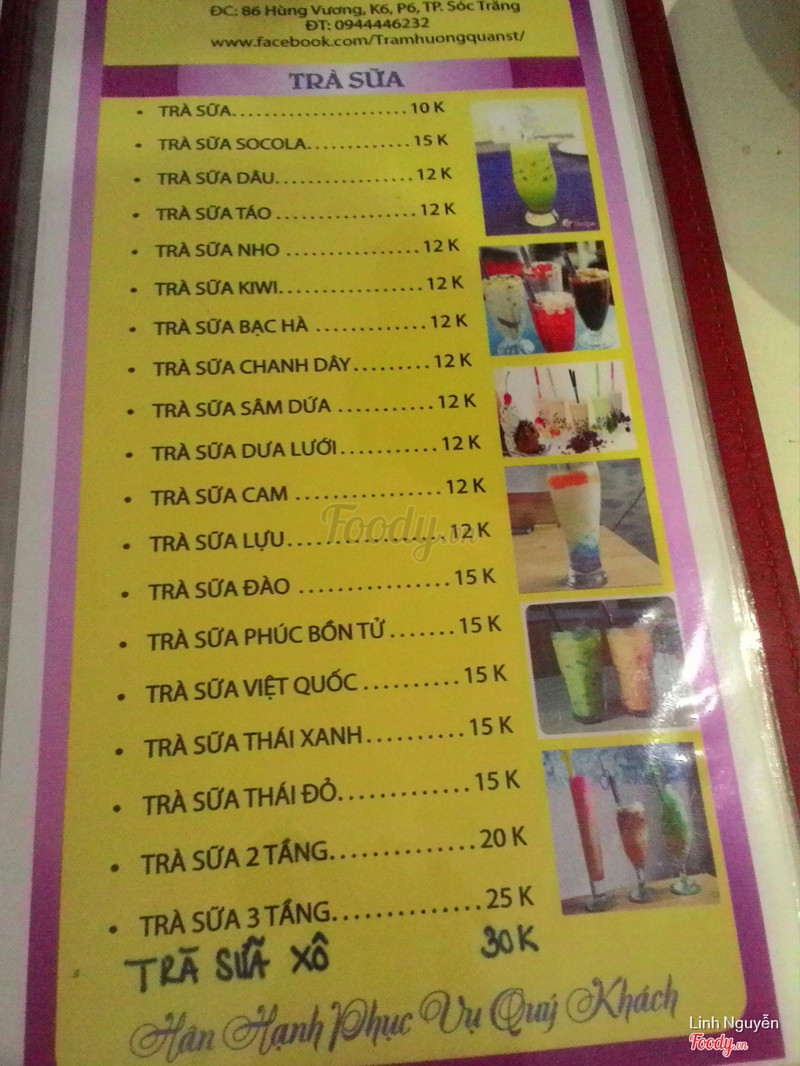 ĐC: 86 Hùng Vương, K6, P6, TP. Sóc Trăng
ĐT: 0944446232
www.facebook.com/Tramhuongquanst/
TRÀ SỮA
• TRÀ SỮA...................... 10 K
• TRÀ SỮA SOCOLA............ 15 K
• TRÀ SỮA DÂU................ 12 K
• TRÀ SỮA TÁO ................ 12 K
• TRÀ SỮA NHO ............... 12 K
• TRÀ SỮA KIWI................ 12 K
• TRÀ SỮA BẠC HÀ ............ 12 K
• TRÀ SỮA CHANH DÂY......... 12 K
• TRÀ SỮA SÂM DỨA ........... 12 K
• TRÀ SỮA DƯA LƯỚI........... 12 K
• TRÀ SỮA CAM ................ 12 K
• TRÀ SỮA LỰU................. 12 K
• TRÀ SỮA ĐÀO ................ 15 K
• TRÀ SỮA PHÚC BỒN TỬ....... 15 K
• TRÀ SỮA VIỆT QUỐC .......... 15 K
• TRÀ SỮA THÁI XANH.......... 15 K
• TRÀ SỮA THÁI ĐỎ............. 15 K
• TRÀ SỮA 2 TẦNG.............. 20 K
• TRÀ SỮA 3 TẦNG.............. 25 K
TRÀ SỮA XÔ 30K
Hân Hạnh Phục Vụ Quý Khách
Foody.vn
Linh Nguyễn
Foody.vn